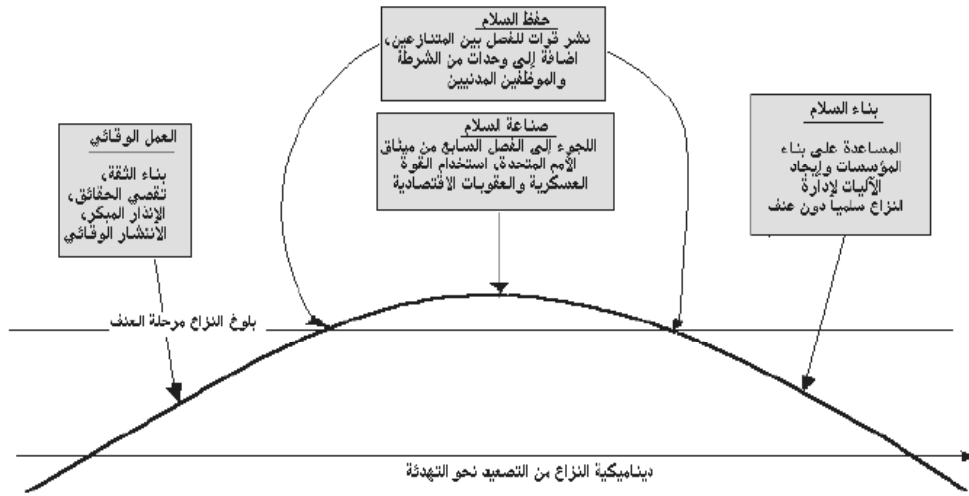 حفظ السلام
نشر قوات للفصل بين المتنازعين،
اضافة إلى وحدات من الشرطة
والموظفين المدنيين
صناعة السلام
اللجوء إلى الفصل السابع من ميثاق
الأمم المتحدة، استخدام القوة
العسكرية والعقوبات الاقتصادية
بناء السلام
المساعدة على بناء
المؤسسات وإيجاد
الآليات لإدارة
النزاع سلميا دون عنف
العمل الوقائي
بناء الثقة،
تقصي الحقائق،
الإنذار المبكر،
الانتشار الوقائي
بلوغ النزاع مرحلة العنف
ديناميكية النزاع من التصعيد نحو التهدئة